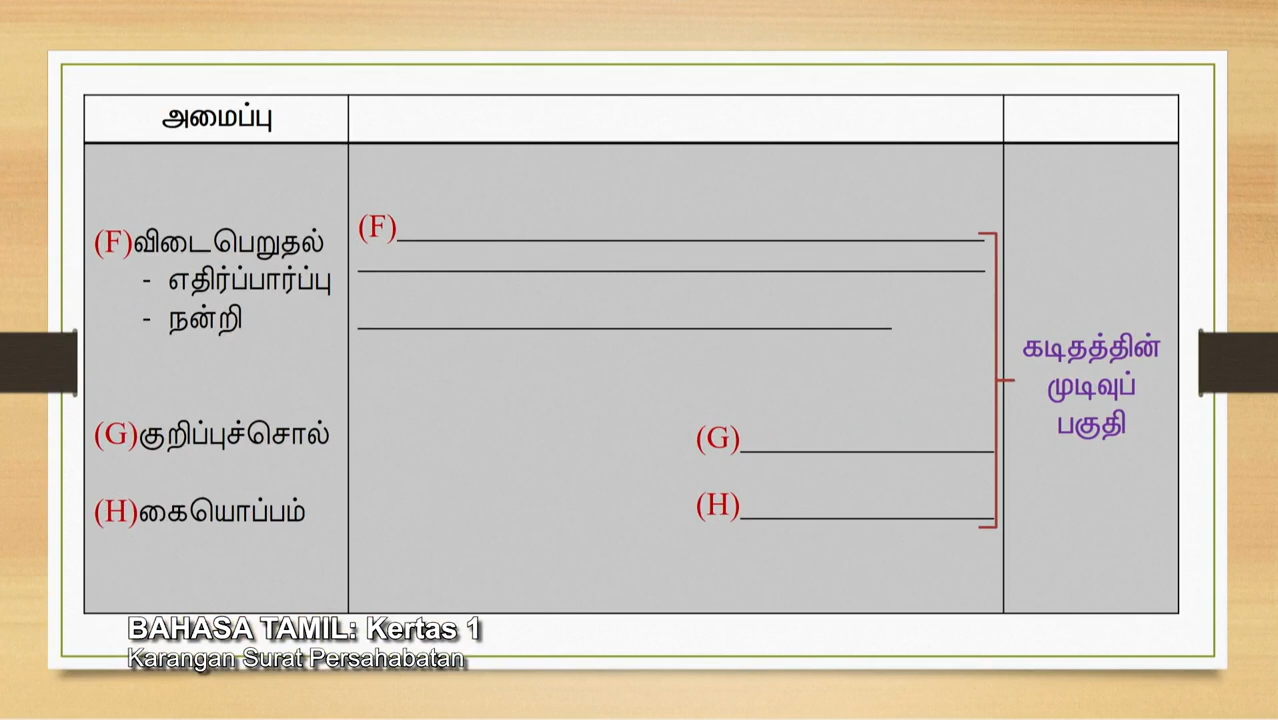 அமைப்பு
(F)விடைபெறுதல்
- எதிர்ப்பார்ப்பு
- நன்றி
(G)குறிப்புச்சொல்
(H)கையொப்பம்
(F)
(G)
(H)
கடிதத்தின்
முடிவுப்
பகுதி
BAHASA TAMIL: Kertas 1
Karangan Surat Persahabatan